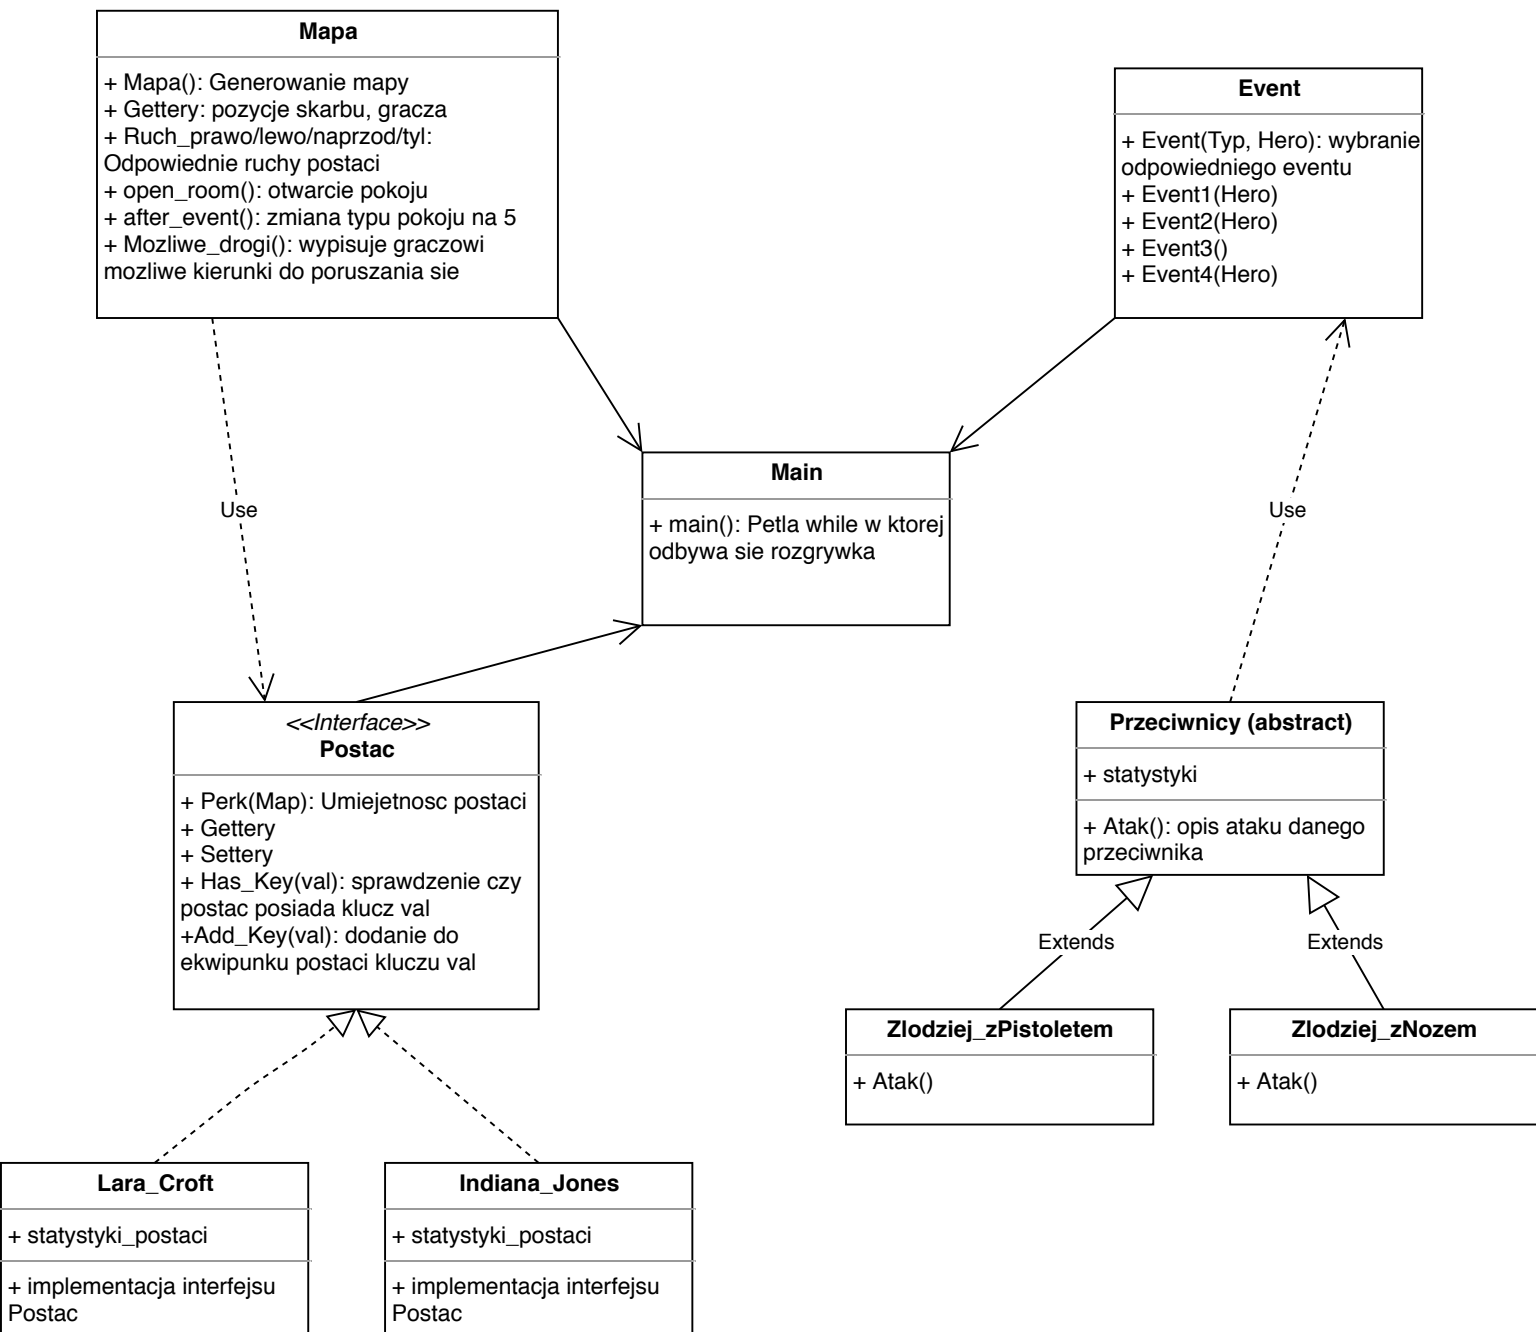 Mapa
+ Mapa(): Generowanie mapy
+ Gettery: pozycje skarbu, gracza
+ Ruch_prawo/lewo/naprzod/tyl:
Odpowiednie ruchy postaci
+ open_room(): otwarcie pokoju
+ after_event(): zmiana typu pokoju na 5
+ Mozliwe_drogi(): wypisuje graczowi
mozliwe kierunki do poruszania sie
Event
+ Event(Typ, Hero): wybranie
odpowiedniego eventu
+ Event1(Hero)
+ Event2(Hero)
+ Event3()
+ Event4(Hero)
Main
+ main(): Petla while w ktorej
odbywa sie rozgrywka
Use
Use
<<Interface>>
Postac
+ Perk(Map): Umiejetnosc postaci
+ Gettery
+ Settery
+ Has_Key(val): sprawdzenie czy
postac posiada klucz val
+Add_Key(val): dodanie do
ekwipunku postaci kluczu val
Przeciwnicy (abstract)
+ statystyki
+ Atak(): opis ataku danego
przeciwnika
Extends
Extends
Zlodziej_zPistoletem
+ Atak()
Zlodziej_zNozem
+ Atak()
Lara_Croft
+ statystyki_postaci
+ implementacja interfejsu
Postac
Indiana_Jones
+ statystyki_postaci
+ implementacja interfejsu
Postac